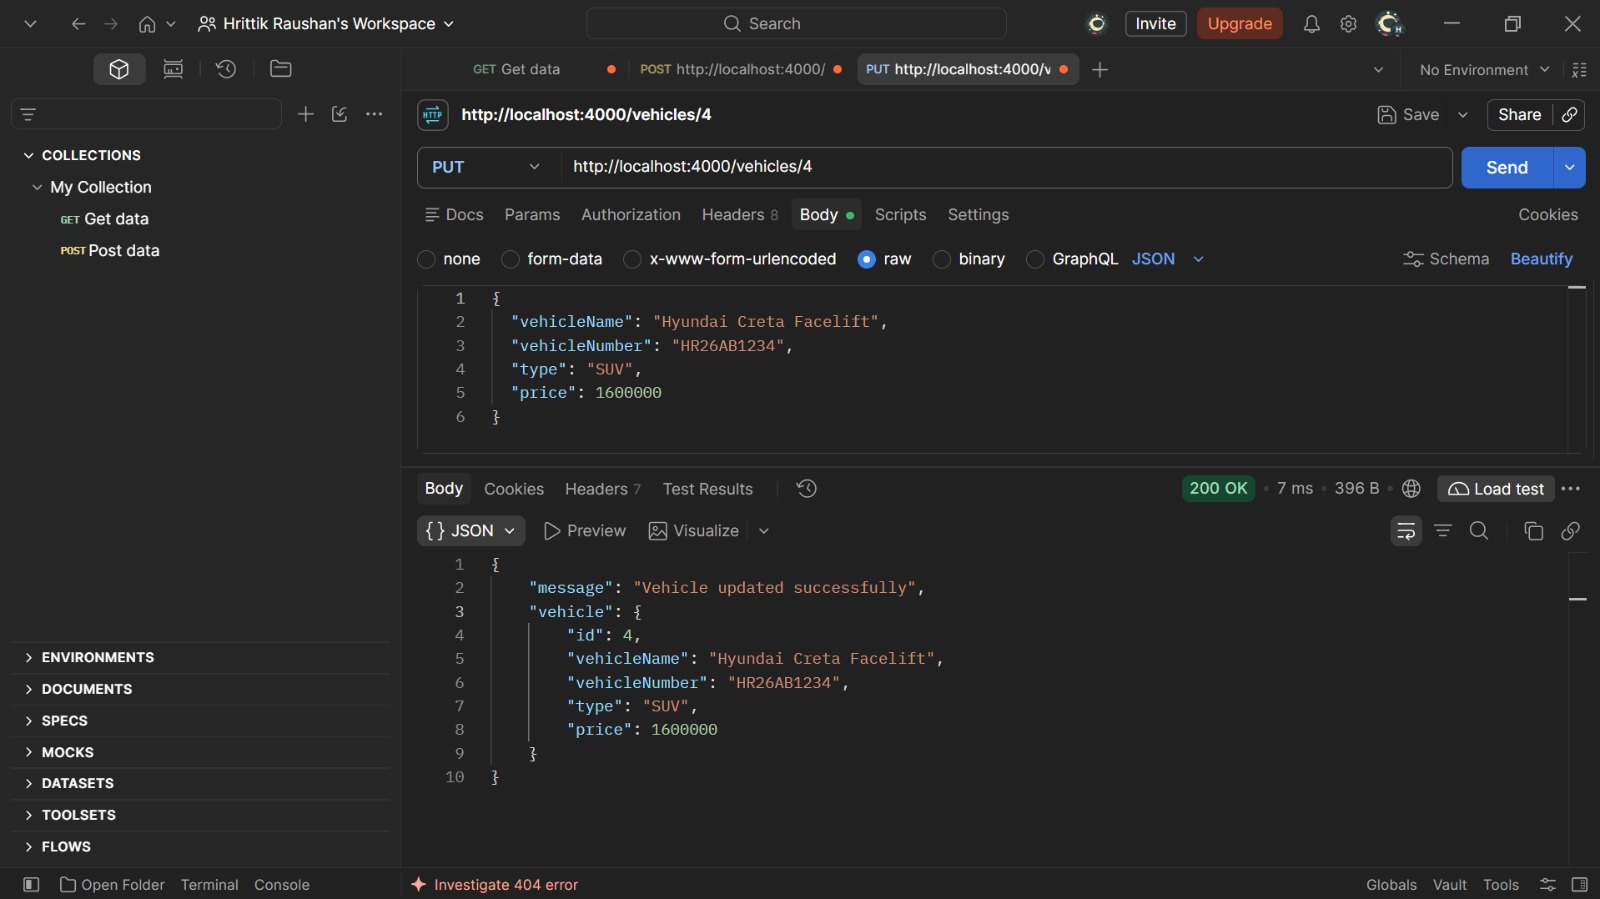 Hrittik Raushan's Workspace
Search
Invite
Upgrade
GET Get data
POST http://localhost:4000/
PUT http://localhost:4000/v
No Environment
HTTP http://localhost:4000/vehicles/4
Save
Share
COLLECTIONS
My Collection
GET Get data
POST Post data
PUT
http://localhost:4000/vehicles/4
Send
Docs
Params
Authorization
Headers 8
Body
Scripts
Settings
Cookies
none
form-data
x-www-form-urlencoded
raw
binary
GraphQL
JSON
Schema
Beautify
1 {
2 "vehicleName": "Hyundai Creta Facelift",
3 "vehicleNumber": "HR26AB1234",
4 "type": "SUV",
5 "price": 1600000
6 }
Body
Cookies
Headers 7
Test Results
200 OK • 7 ms • 396 B
Load test
{} JSON
Preview
Visualize
1 {
2 "message": "Vehicle updated successfully",
3 "vehicle": {
4 "id": 4,
5 "vehicleName": "Hyundai Creta Facelift",
6 "vehicleNumber": "HR26AB1234",
7 "type": "SUV",
8 "price": 1600000
9 }
10 }
ENVIRONMENTS
DOCUMENTS
SPECS
MOCKS
DATASETS
TOOLSETS
FLOWS
Open Folder
Terminal
Console
Investigate 404 error
Globals
Vault
Tools